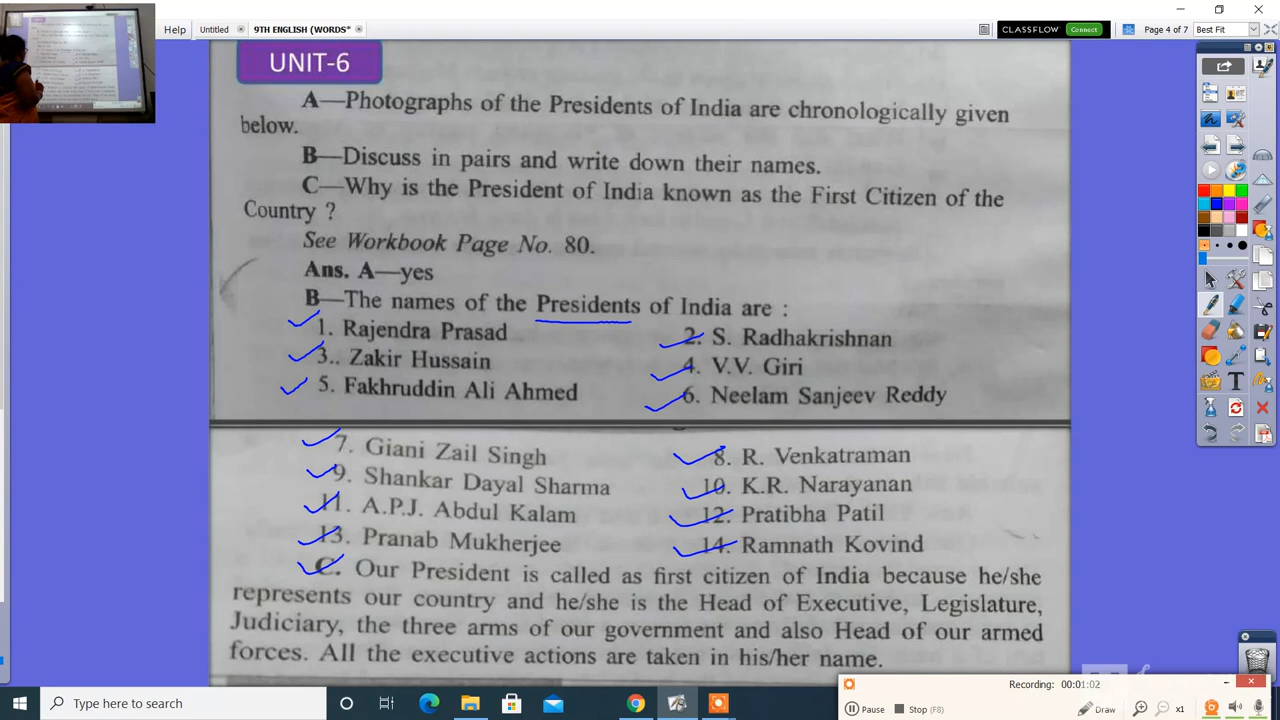 Help
Untitled
9TH ENGLISH (WORDS*
CLASSFLOW
Connect
Page 4 of 7
Best Fit
UNIT-6
A—Photographs of the Presidents of India are chronologically given
below.
B—Discuss in pairs and write down their names.
C—Why is the President of India known as the First Citizen of the
Country ?
See Workbook Page No. 80.
Ans. A—yes
B—The names of the Presidents of India are :
1. Rajendra Prasad 2. S. Radhakrishnan
3.. Zakir Hussain 4. V.V. Giri
5. Fakhruddin Ali Ahmed 6. Neelam Sanjeev Reddy
7. Giani Zail Singh 8. R. Venkatraman
9. Shankar Dayal Sharma 10. K.R. Narayanan
11. A.P.J. Abdul Kalam 12. Pratibha Patil
13. Pranab Mukherjee 14. Ramnath Kovind
C. Our President is called as first citizen of India because he/she
represents our country and he/she is the Head of Executive, Legislature,
Judiciary, the three arms of our government and also Head of our armed
forces. All the executive actions are taken in his/her name.
Recording: 00:01:02
Pause
Stop (F8)
Draw
x1
Type here to search